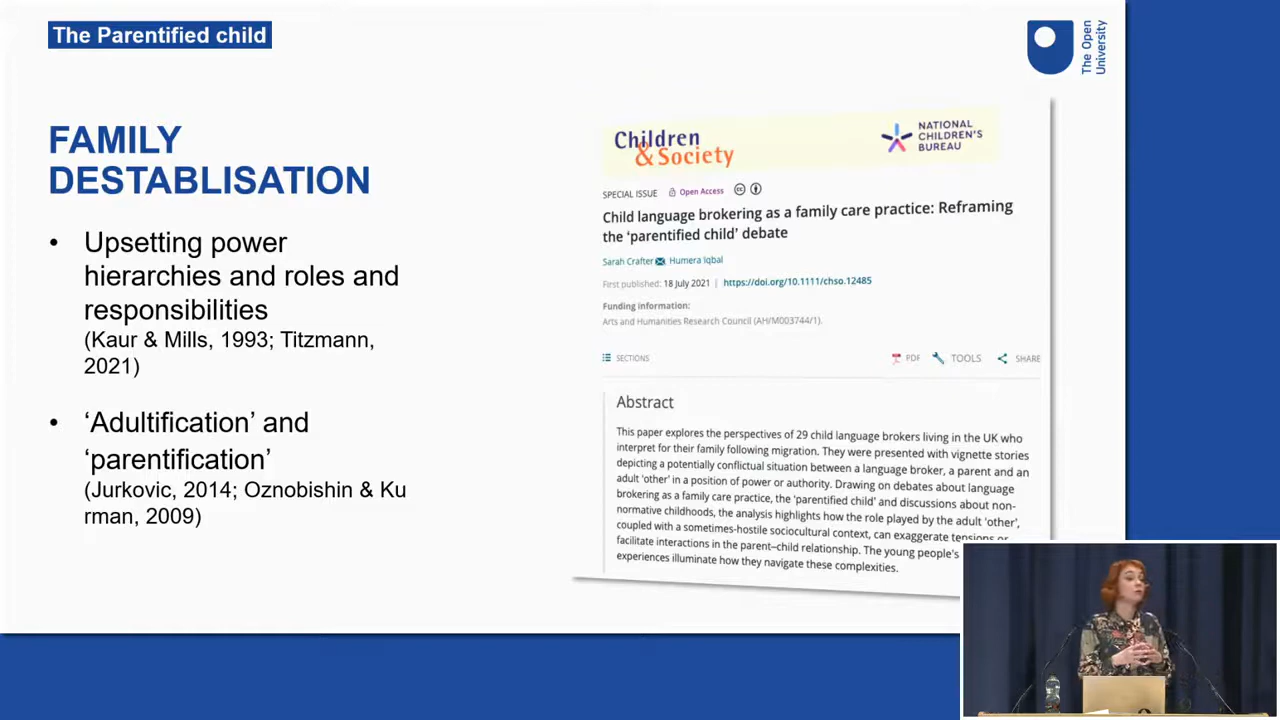 The Parentified child
The Open
University
FAMILY
DESTABLISATION
• Upsetting power
hierarchies and roles and
responsibilities
(Kaur & Mills, 1993; Titzmann,
2021)
• ‘Adultification’ and
‘parentification’
(Jurkovic, 2014; Oznobishin & Ku
rman, 2009)
Children
& Society
NATIONAL
CHILDREN'S
BUREAU
SPECIAL ISSUE Open Access
Child language brokering as a family care practice: Reframing
the ‘parentified child’ debate
Sarah Crafter, Humera Iqbal
First published: 18 July 2021 | https://doi.org/10.1111/chso.12485
Funding information:
Arts and Humanities Research Council (AH/M003744/1).
SECTIONS PDF TOOLS SHARE
Abstract
This paper explores the perspectives of 29 child language brokers living in the UK who
interpret for their family following migration. They were presented with vignette stories
depicting a potentially conflictual situation between a language broker, a parent and an
adult ‘other’ in a position of power or authority. Drawing on debates about language
brokering as a family care practice, the ‘parentified child’ and discussions about non-
normative childhoods, the analysis highlights how the role played by the adult ‘other’,
coupled with a sometimes-hostile sociocultural context, can exaggerate tensions or
facilitate interactions in the parent–child relationship. The young people's
experiences illuminate how they navigate these complexities.